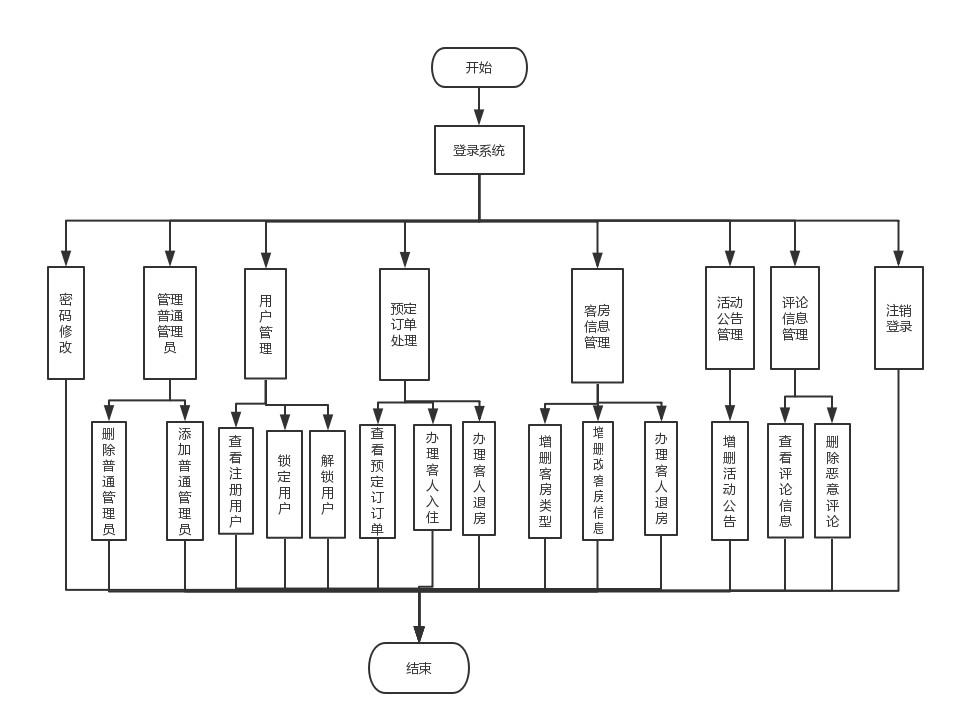 开始
登录系统
密
码
修
改
管理
普通
管理
员
用
户
管
理
预定
订单
处理
客房
信息
管理
活动
公告
管理
评论
信息
管理
注销
登录
删
除
普
通
管
理
员
添
加
普
通
管
理
员
查
看
注
册
用
户
锁
定
用
户
解
锁
用
户
查
看
预
定
订
订
单
办
理
客
人
入
住
办
理
客
人
退
房
增
删
客
房
类
型
增
删
改
客
房
信
息
办
理
客
人
退
房
增
删
活
动
公
告
查
看
评
论
信
息
删
除
恶
意
评
论
结束